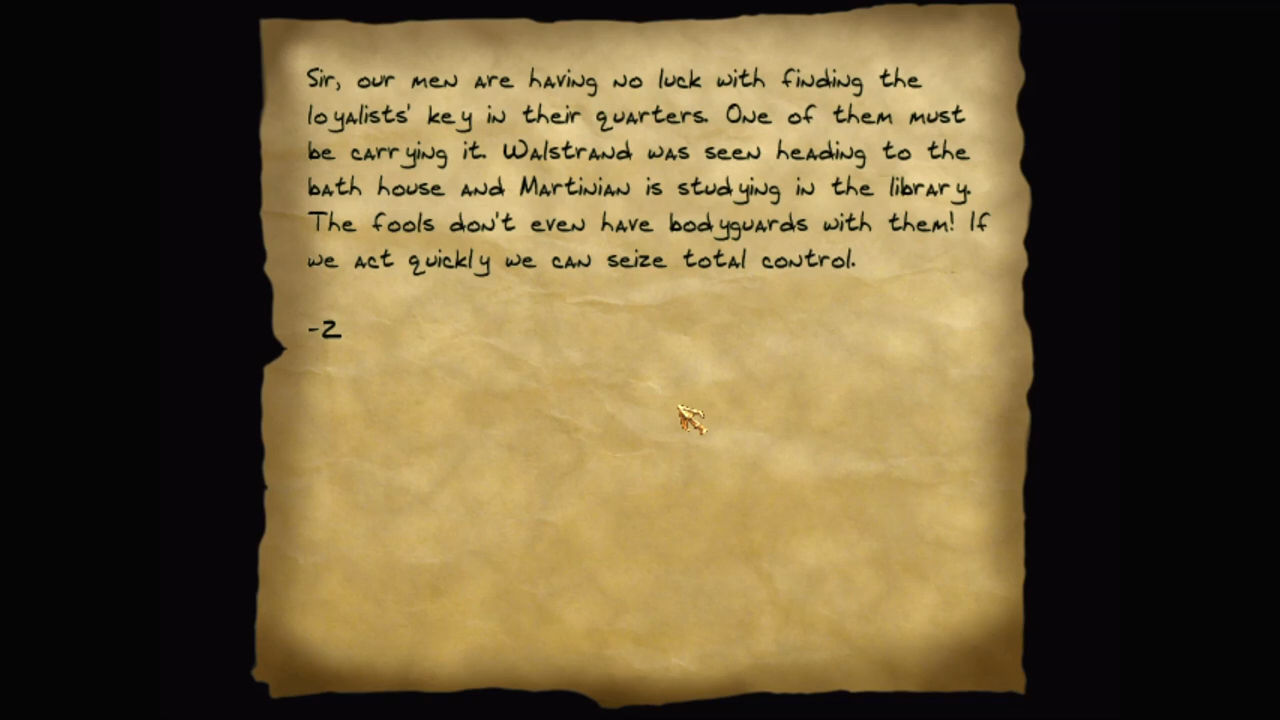 Sir, our men are having no luck with finding the
loyalists' key in their quarters. One of them must
be carrying it. Walstrand was seen heading to the
bath house and Martinian is studying in the library.
The fools don't even have bodyguards with them! If
we act quickly we can seize total control.
-2